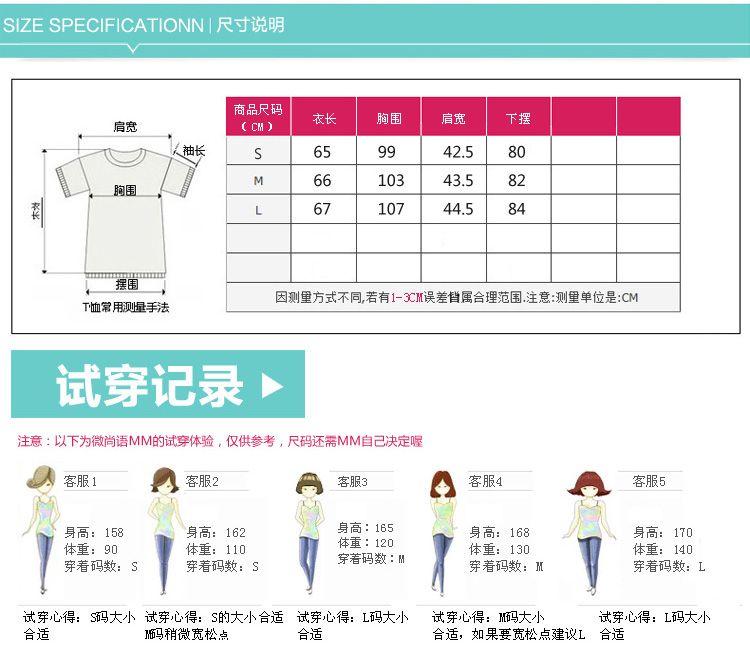 SIZE SPECIFICATIONN | 尺寸说明
肩宽
袖长
胸围
衣长
摆围
T恤常用测量手法
商品尺码（CM） 衣长 胸围 肩宽 下摆
S 65 99 42.5 80
M 66 103 43.5 82
L 67 107 44.5 84
因测量方式不同,若有1-3CM误差皆属合理范围.注意:测量单位是:CM
试穿记录
注意：以下为微尚语MM的试穿体验，仅供参考，尺码还需MM自己决定喔
客服1
身高：158
体重：90
穿着码数：S
试穿心得：S码大小
合适
客服2
身高：162
体重：110
穿着码数：S
试穿心得：S的大小合适
M码稍微宽松点
客服3
身高：165
体重：120
穿着码数：M
试穿心得：L码大小
合适
客服4
身高：168
体重：130
穿着码数：M
试穿心得：M码大小
合适，如果要宽松点建议L
客服5
身高：170
体重：140
穿着码数：L
试穿心得：L码大小
合适